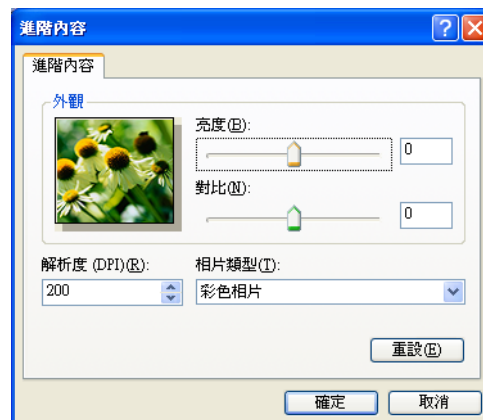 進階內容
進階內容
外觀
亮度(B):
0
對比(N):
0
解析度 (DPI)(R):
相片類型(T):
200
彩色相片
重設(E)
確定
取消